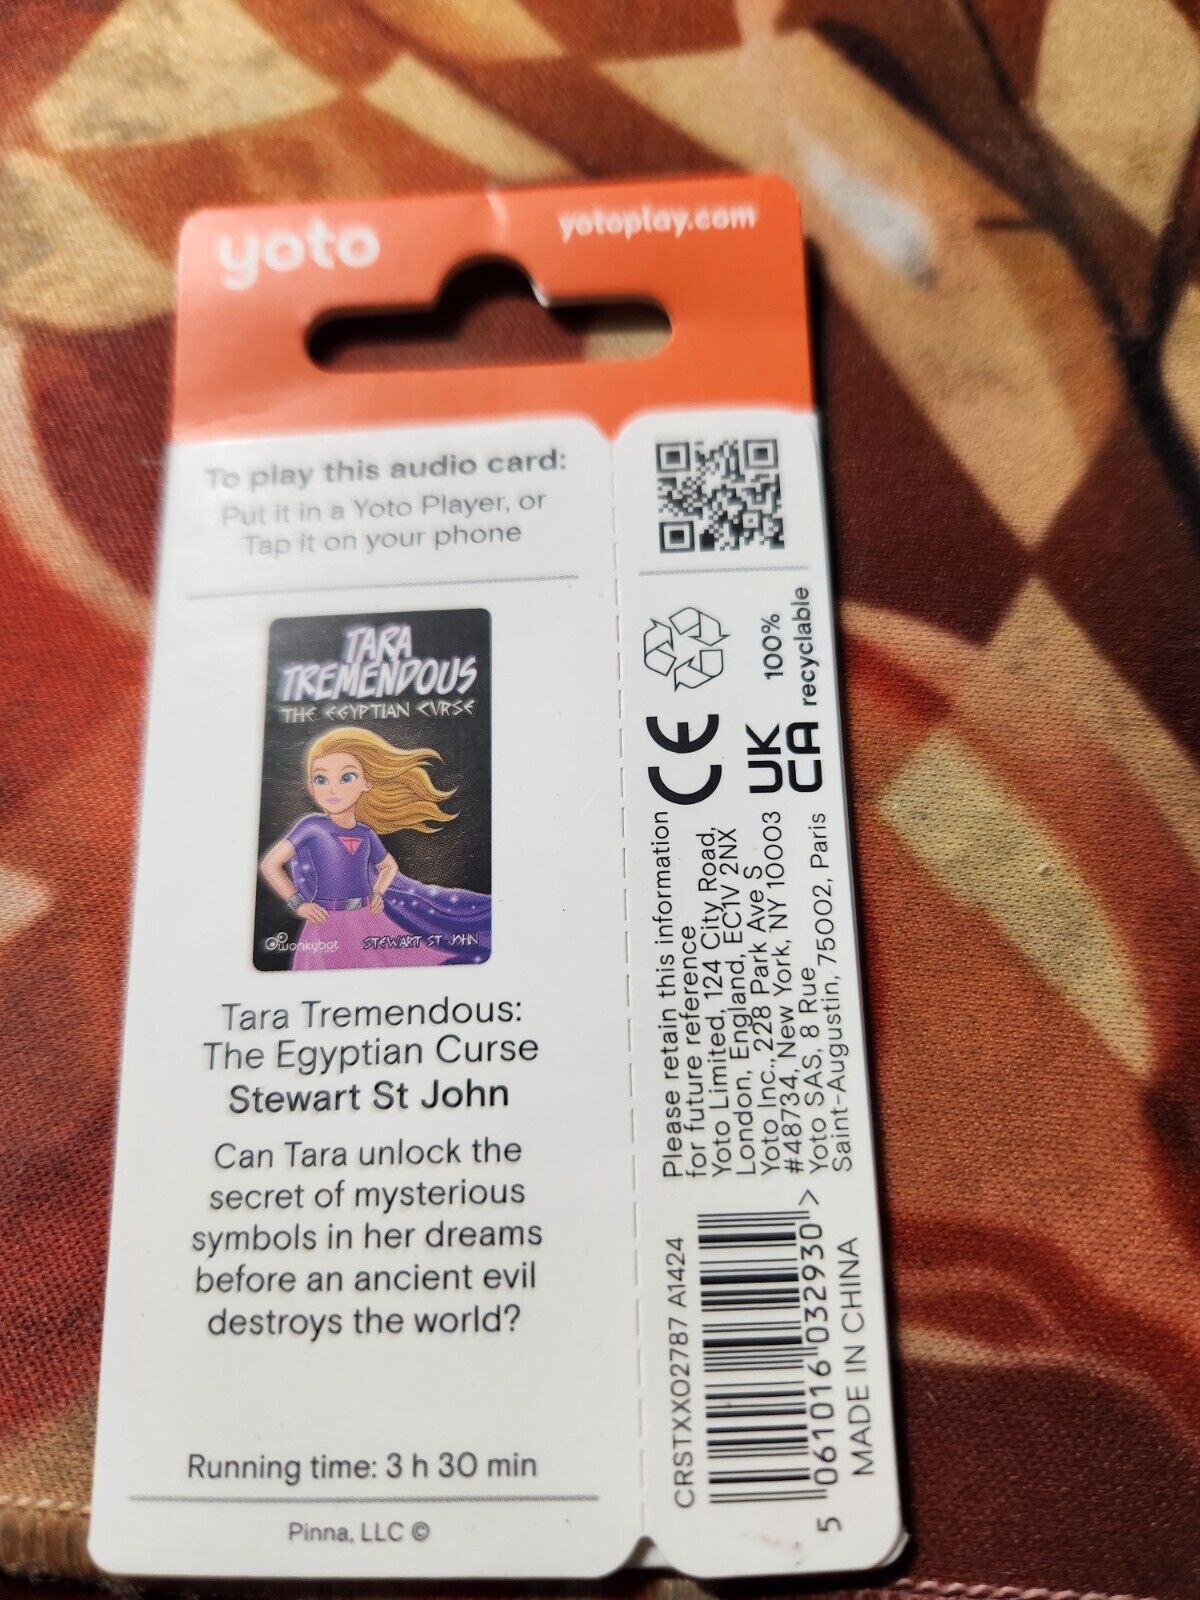 yoto
yotoplay.com
To play this audio card:
Put it in a Yoto Player, or
Tap it on your phone
TARA
TREMENDOUS
THE EGYPTIAN CURSE
T
wonkybot
STEWART ST JOHN
Tara Tremendous:
The Egyptian Curse
Stewart St John
Can Tara unlock the
secret of mysterious
symbols in her dreams
before an ancient evil
destroys the world?
Running time: 3 h 30 min
Pinna, LLC ©
100%
recyclable
CE
UK
CA
Please retain this information
for future reference
Yoto Limited, 124 City Road,
London, England, EC1V 2NX
Yoto Inc., 228 Park Ave S
#48734, New York, NY 10003
Yoto SAS, 8 Rue
Saint-Augustin, 75002, Paris
CRSTXX02787 A1424
5 061016 032930 >
MADE IN CHINA